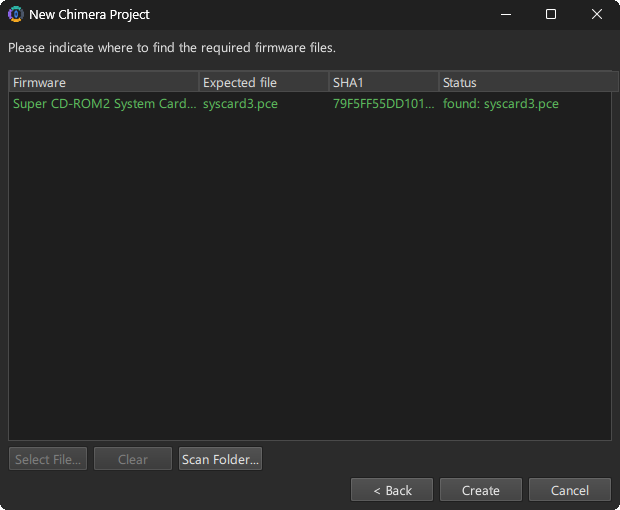 New Chimera Project
Please indicate where to find the required firmware files.
Firmware Expected file SHA1 Status
Super CD-ROM2 System Card... syscard3.pce 79F5FF55DD101... found: syscard3.pce
Select File... Clear Scan Folder...
< Back Create Cancel